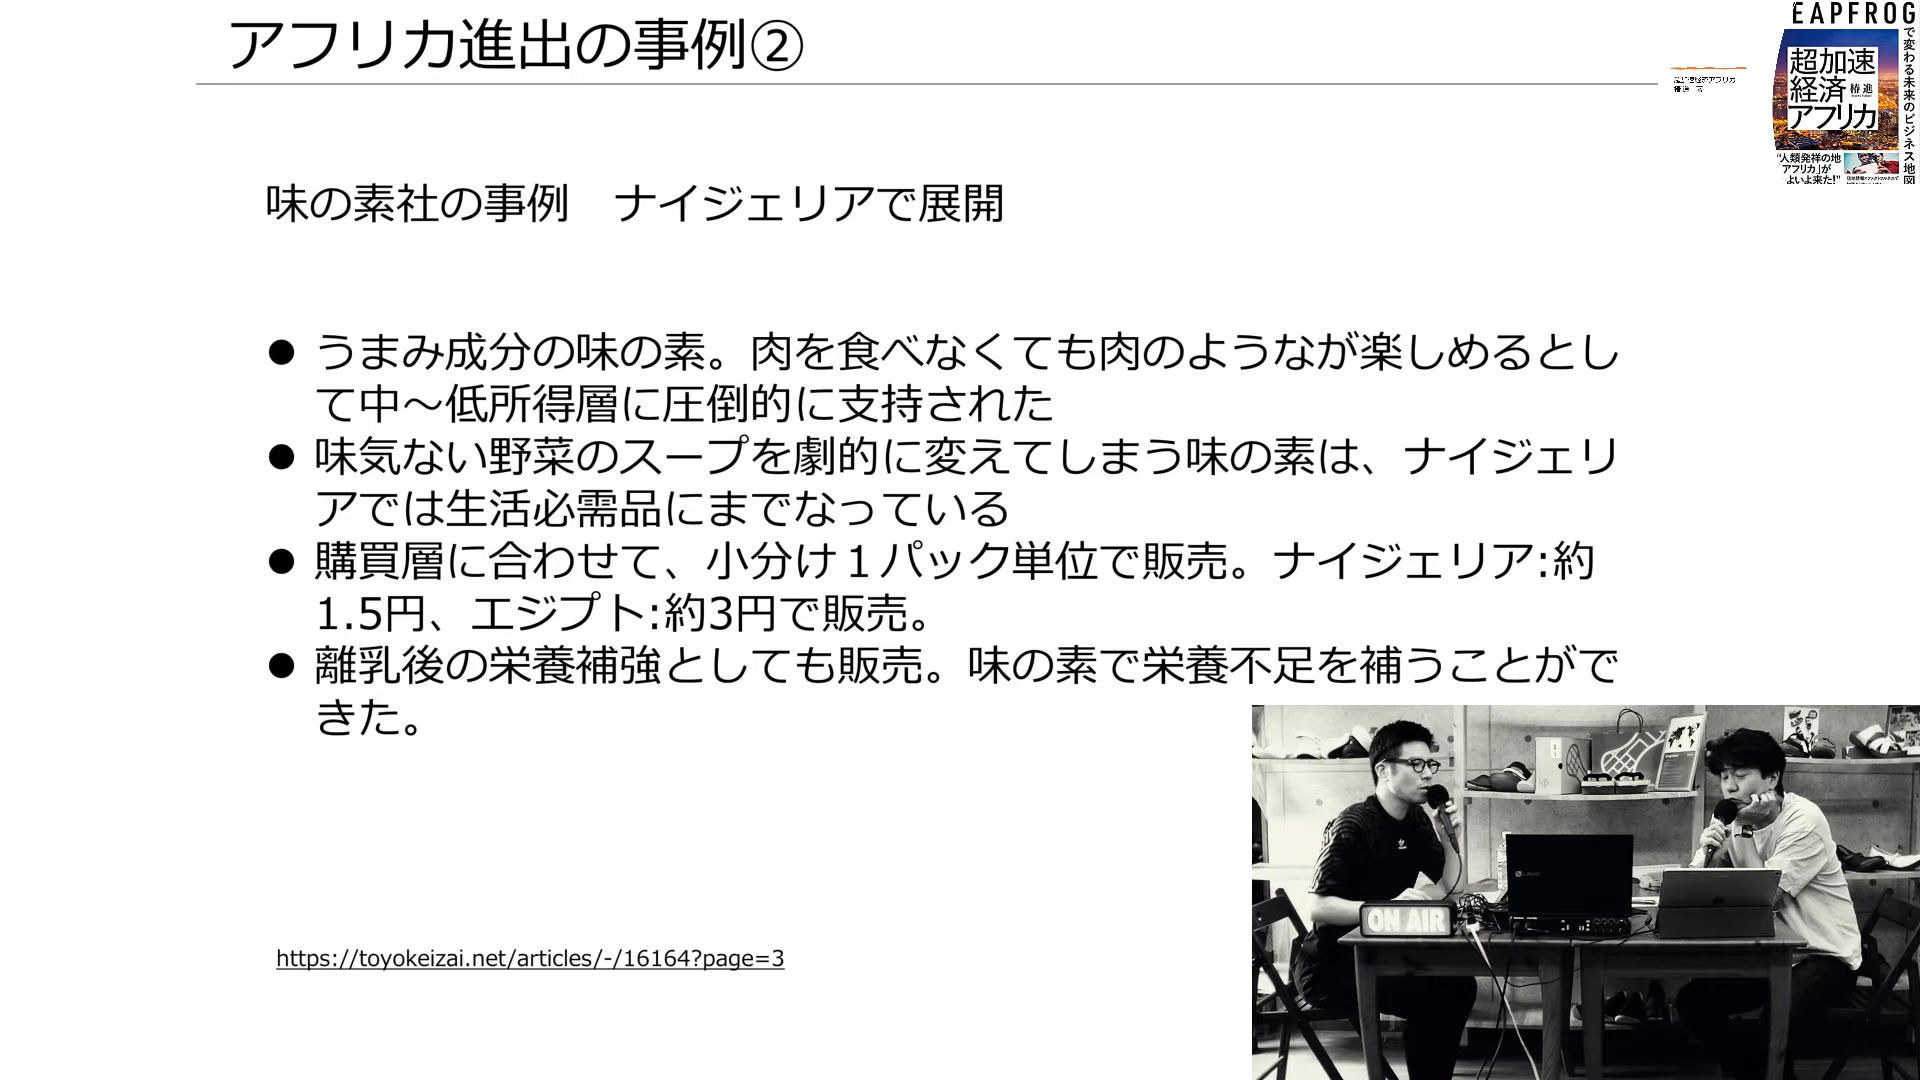 アフリカ進出の事例②
EAPFROG
で変わる未来のビジネス地図
超加速
経済
椿 進
アフリカ
"人類発祥の地
「アフリカ」が
よいよ来た!"
味の素社の事例　ナイジェリアで展開
● うまみ成分の味の素。肉を食べなくても肉のようなが楽しめるとし
て中～低所得層に圧倒的に支持された
● 味気ない野菜のスープを劇的に変えてしまう味の素は、ナイジェリ
アでは生活必需品にまでなっている
● 購買層に合わせて、小分け１パック単位で販売。ナイジェリア:約
1.5円、エジプト:約3円で販売。
● 離乳後の栄養補強としても販売。味の素で栄養不足を補うことがで
きた。
https://toyokeizai.net/articles/-/16164?page=3
LAVIE
ON AIR